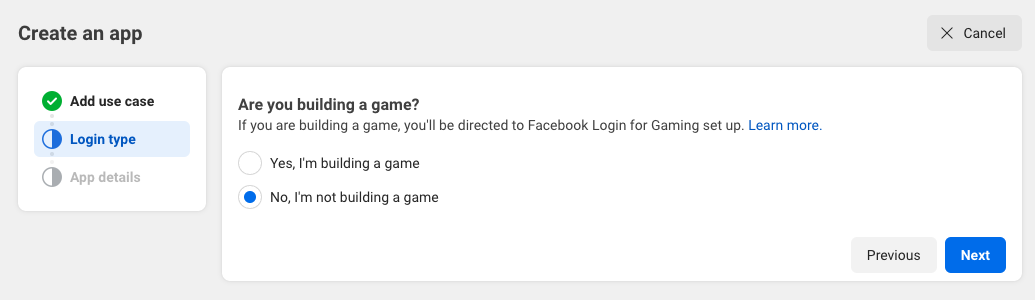 Create an app
Cancel
Add use case
Login type
App details
Are you building a game?
If you are building a game, you'll be directed to Facebook Login for Gaming set up. Learn more.
Yes, I'm building a game
No, I'm not building a game
Previous
Next